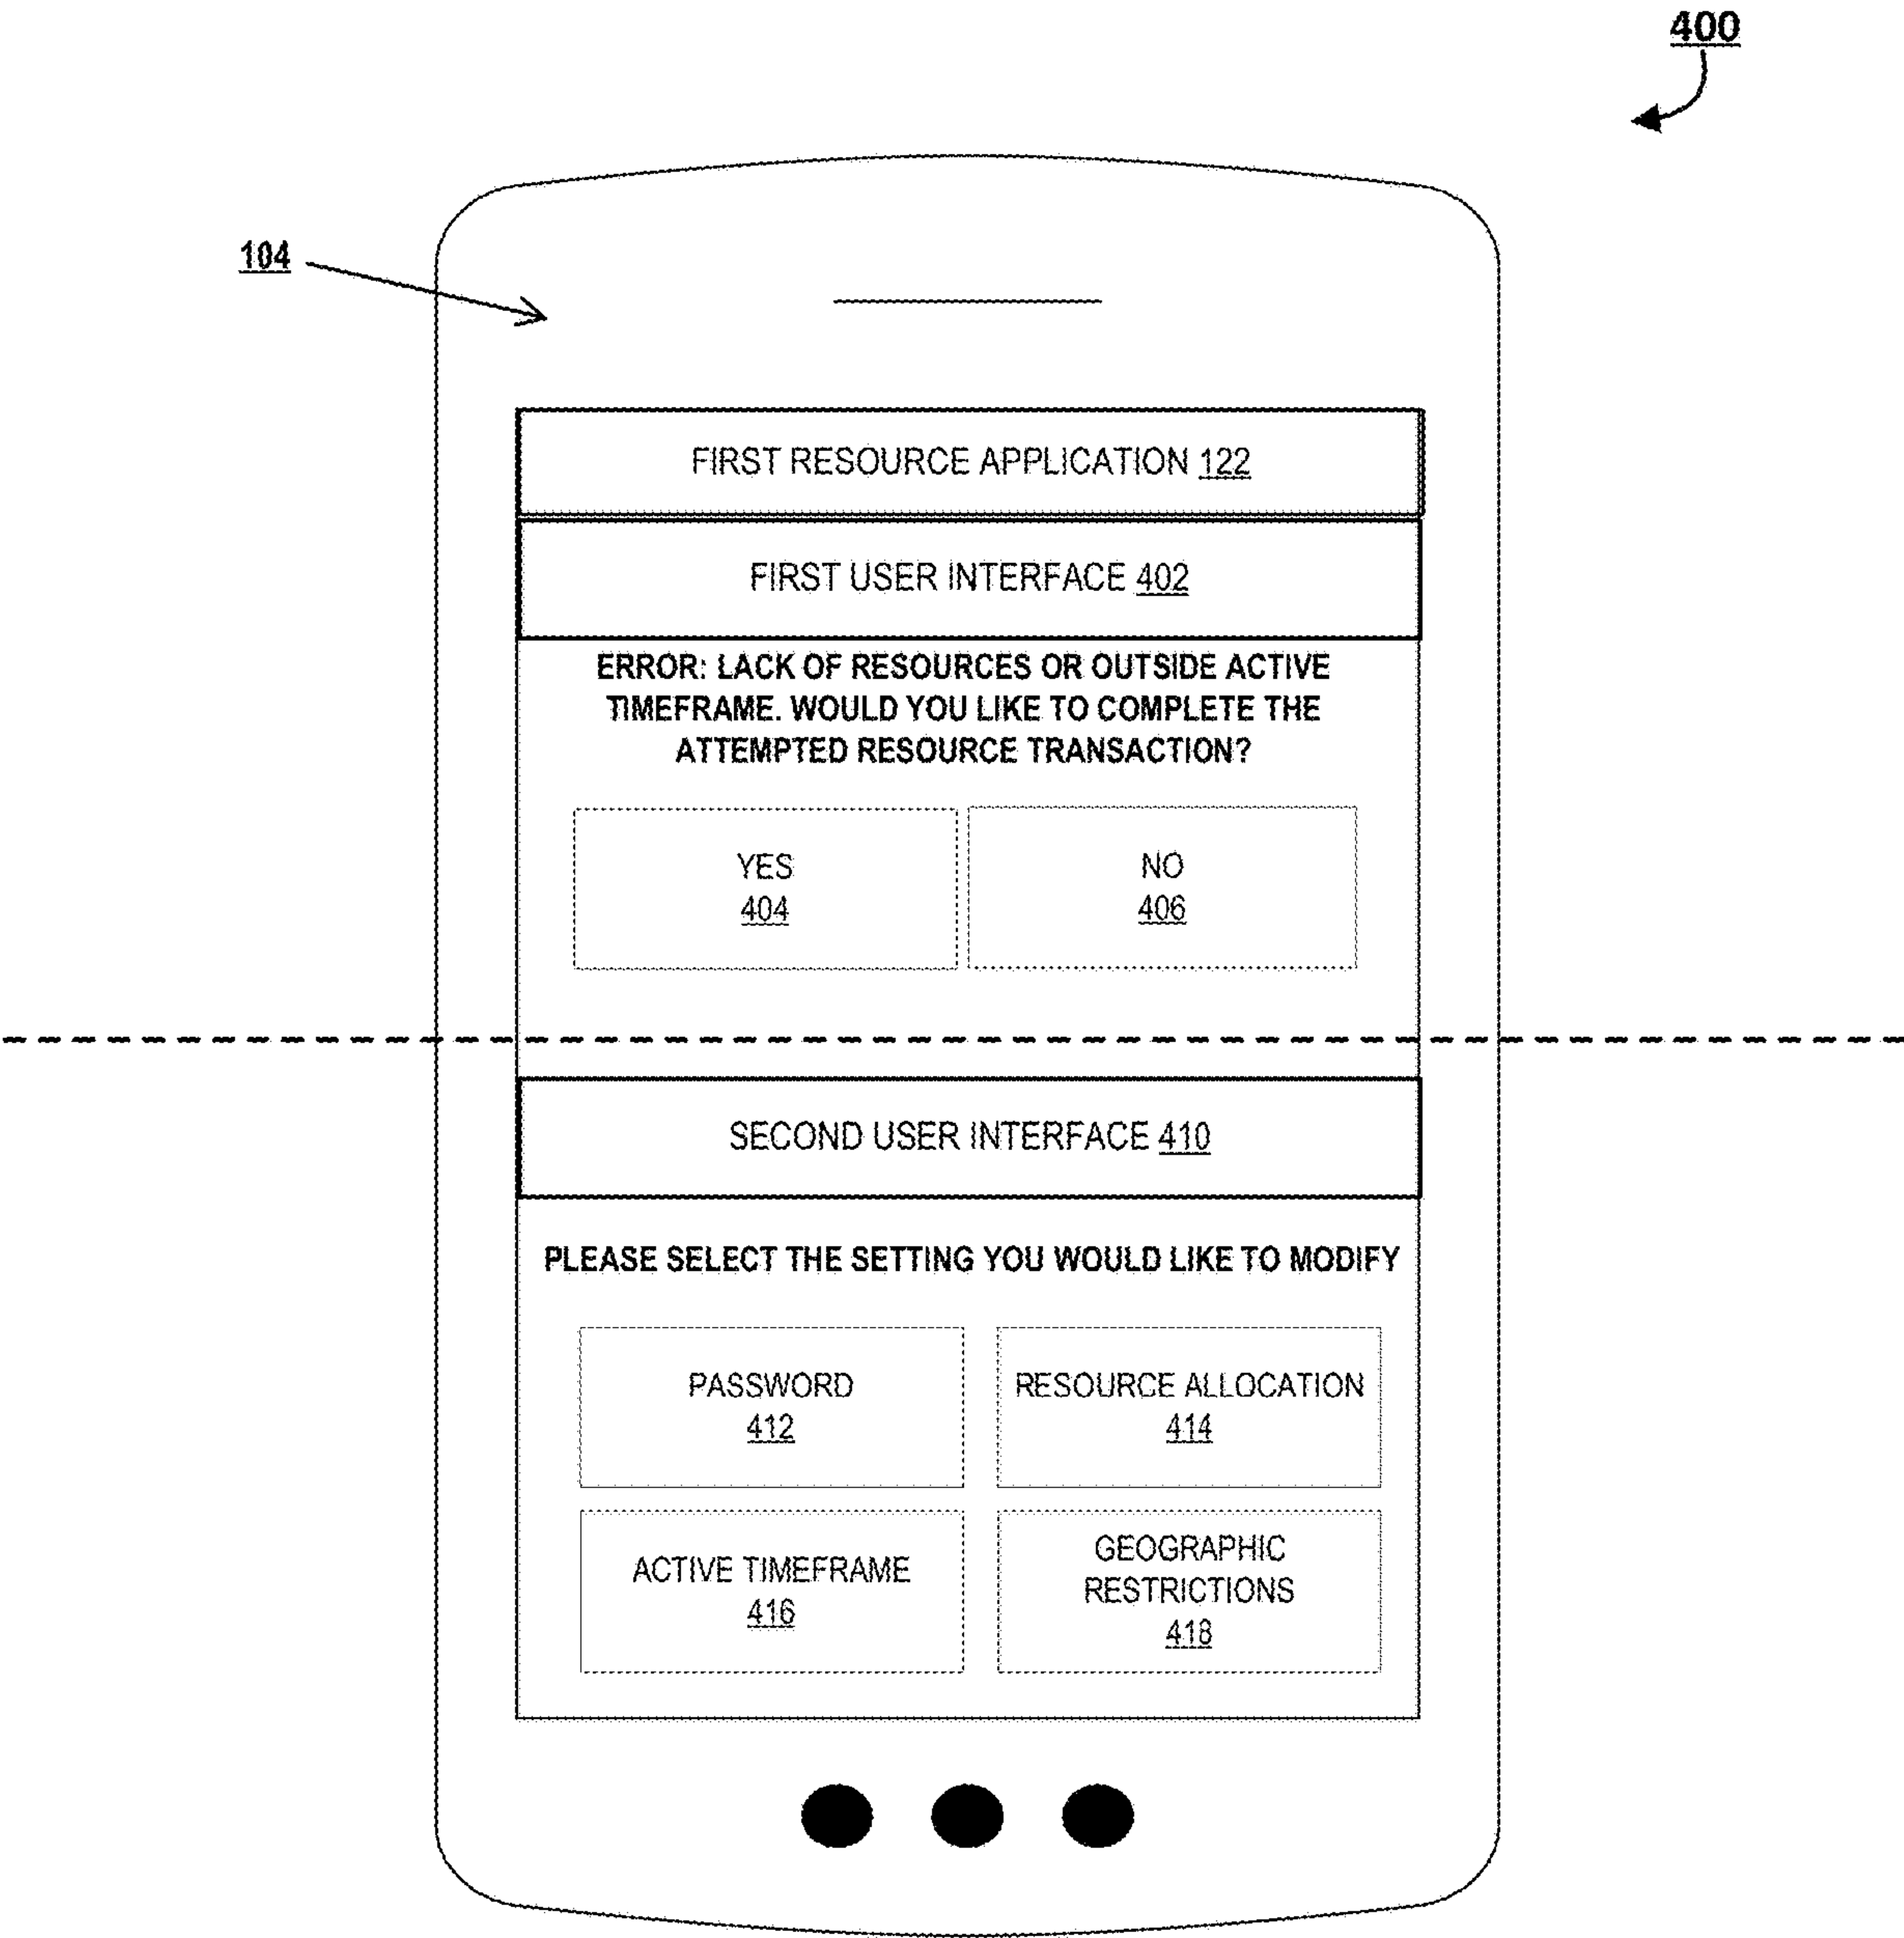 400
104
FIRST RESOURCE APPLICATION 122
FIRST USER INTERFACE 402
ERROR: LACK OF RESOURCES OR OUTSIDE ACTIVE
TIMEFRAME. WOULD YOU LIKE TO COMPLETE THE
ATTEMPTED RESOURCE TRANSACTION?
YES
404
NO
406
SECOND USER INTERFACE 410
PLEASE SELECT THE SETTING YOU WOULD LIKE TO MODIFY
PASSWORD
412
RESOURCE ALLOCATION
414
ACTIVE TIMEFRAME
416
GEOGRAPHIC
RESTRICTIONS
418